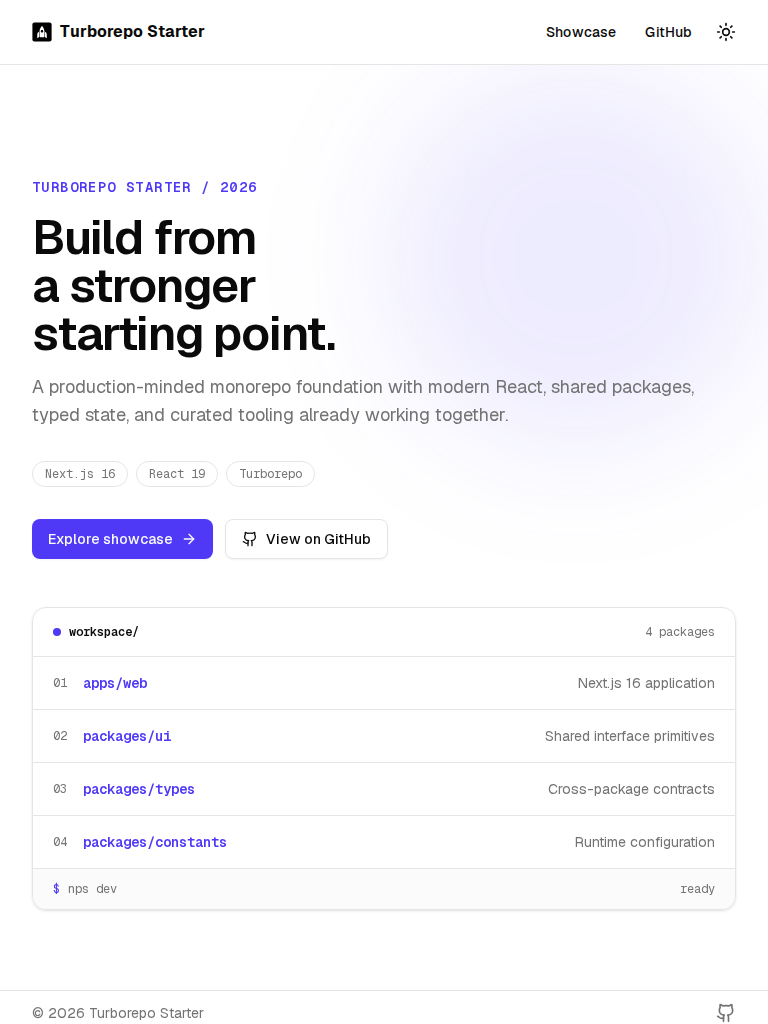 Turborepo Starter
Showcase
GitHub
TURBOREPO STARTER / 2026
Build from
a stronger
starting point.
A production-minded monorepo foundation with modern React, shared packages,
typed state, and curated tooling already working together.
Next.js 16
React 19
Turborepo
Explore showcase
View on GitHub
workspace/
4 packages
01 apps/web
Next.js 16 application
02 packages/ui
Shared interface primitives
03 packages/types
Cross-package contracts
04 packages/constants
Runtime configuration
$ nps dev
ready
© 2026 Turborepo Starter